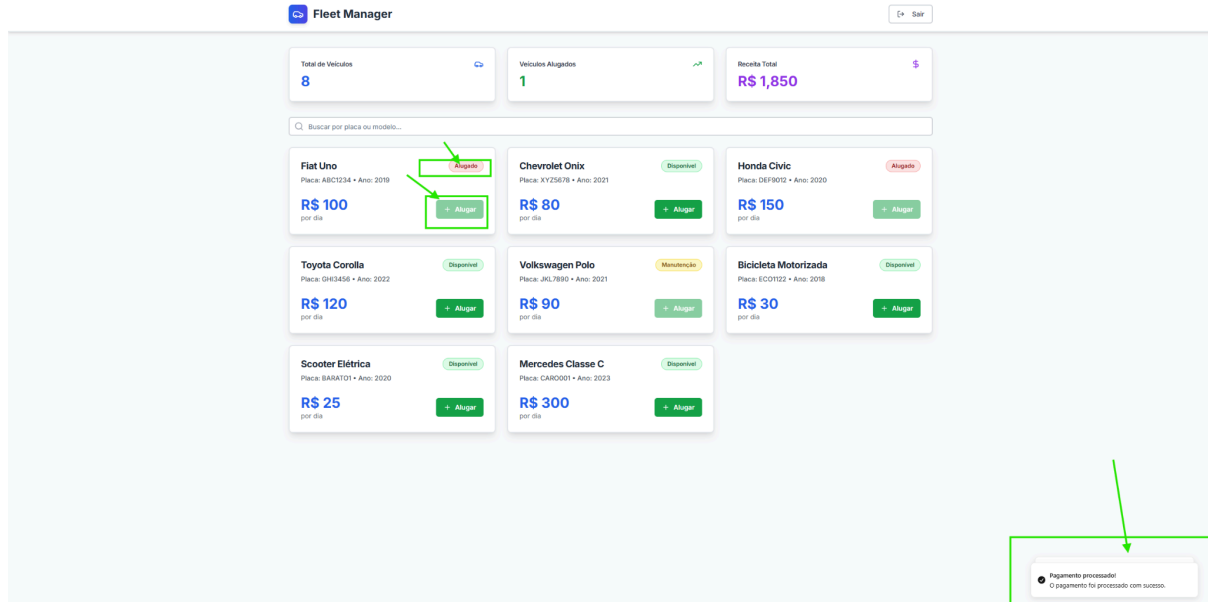 Fleet Manager
Sair
Total de Veículos
8
Veículos Alugados
1
Receita Total
R$ 1,850
Buscar por placa ou modelo...
Fiat Uno
Alugado
Placa: ABC1234 • Ano: 2019
R$ 100
por dia
+ Alugar
Chevrolet Onix
Disponível
Placa: XYZ5678 • Ano: 2021
R$ 80
por dia
+ Alugar
Honda Civic
Alugado
Placa: DEF9012 • Ano: 2020
R$ 150
por dia
+ Alugar
Toyota Corolla
Disponível
Placa: GHI3456 • Ano: 2022
R$ 120
por dia
+ Alugar
Volkswagen Polo
Manutenção
Placa: JKL7890 • Ano: 2021
R$ 90
por dia
+ Alugar
Bicicleta Motorizada
Disponível
Placa: ECO1122 • Ano: 2018
R$ 30
por dia
+ Alugar
Scooter Elétrica
Disponível
Placa: BARATO1 • Ano: 2020
R$ 25
por dia
+ Alugar
Mercedes Classe C
Disponível
Placa: CARO001 • Ano: 2023
R$ 300
por dia
+ Alugar
Pagamento processado!
O pagamento foi processado com sucesso.